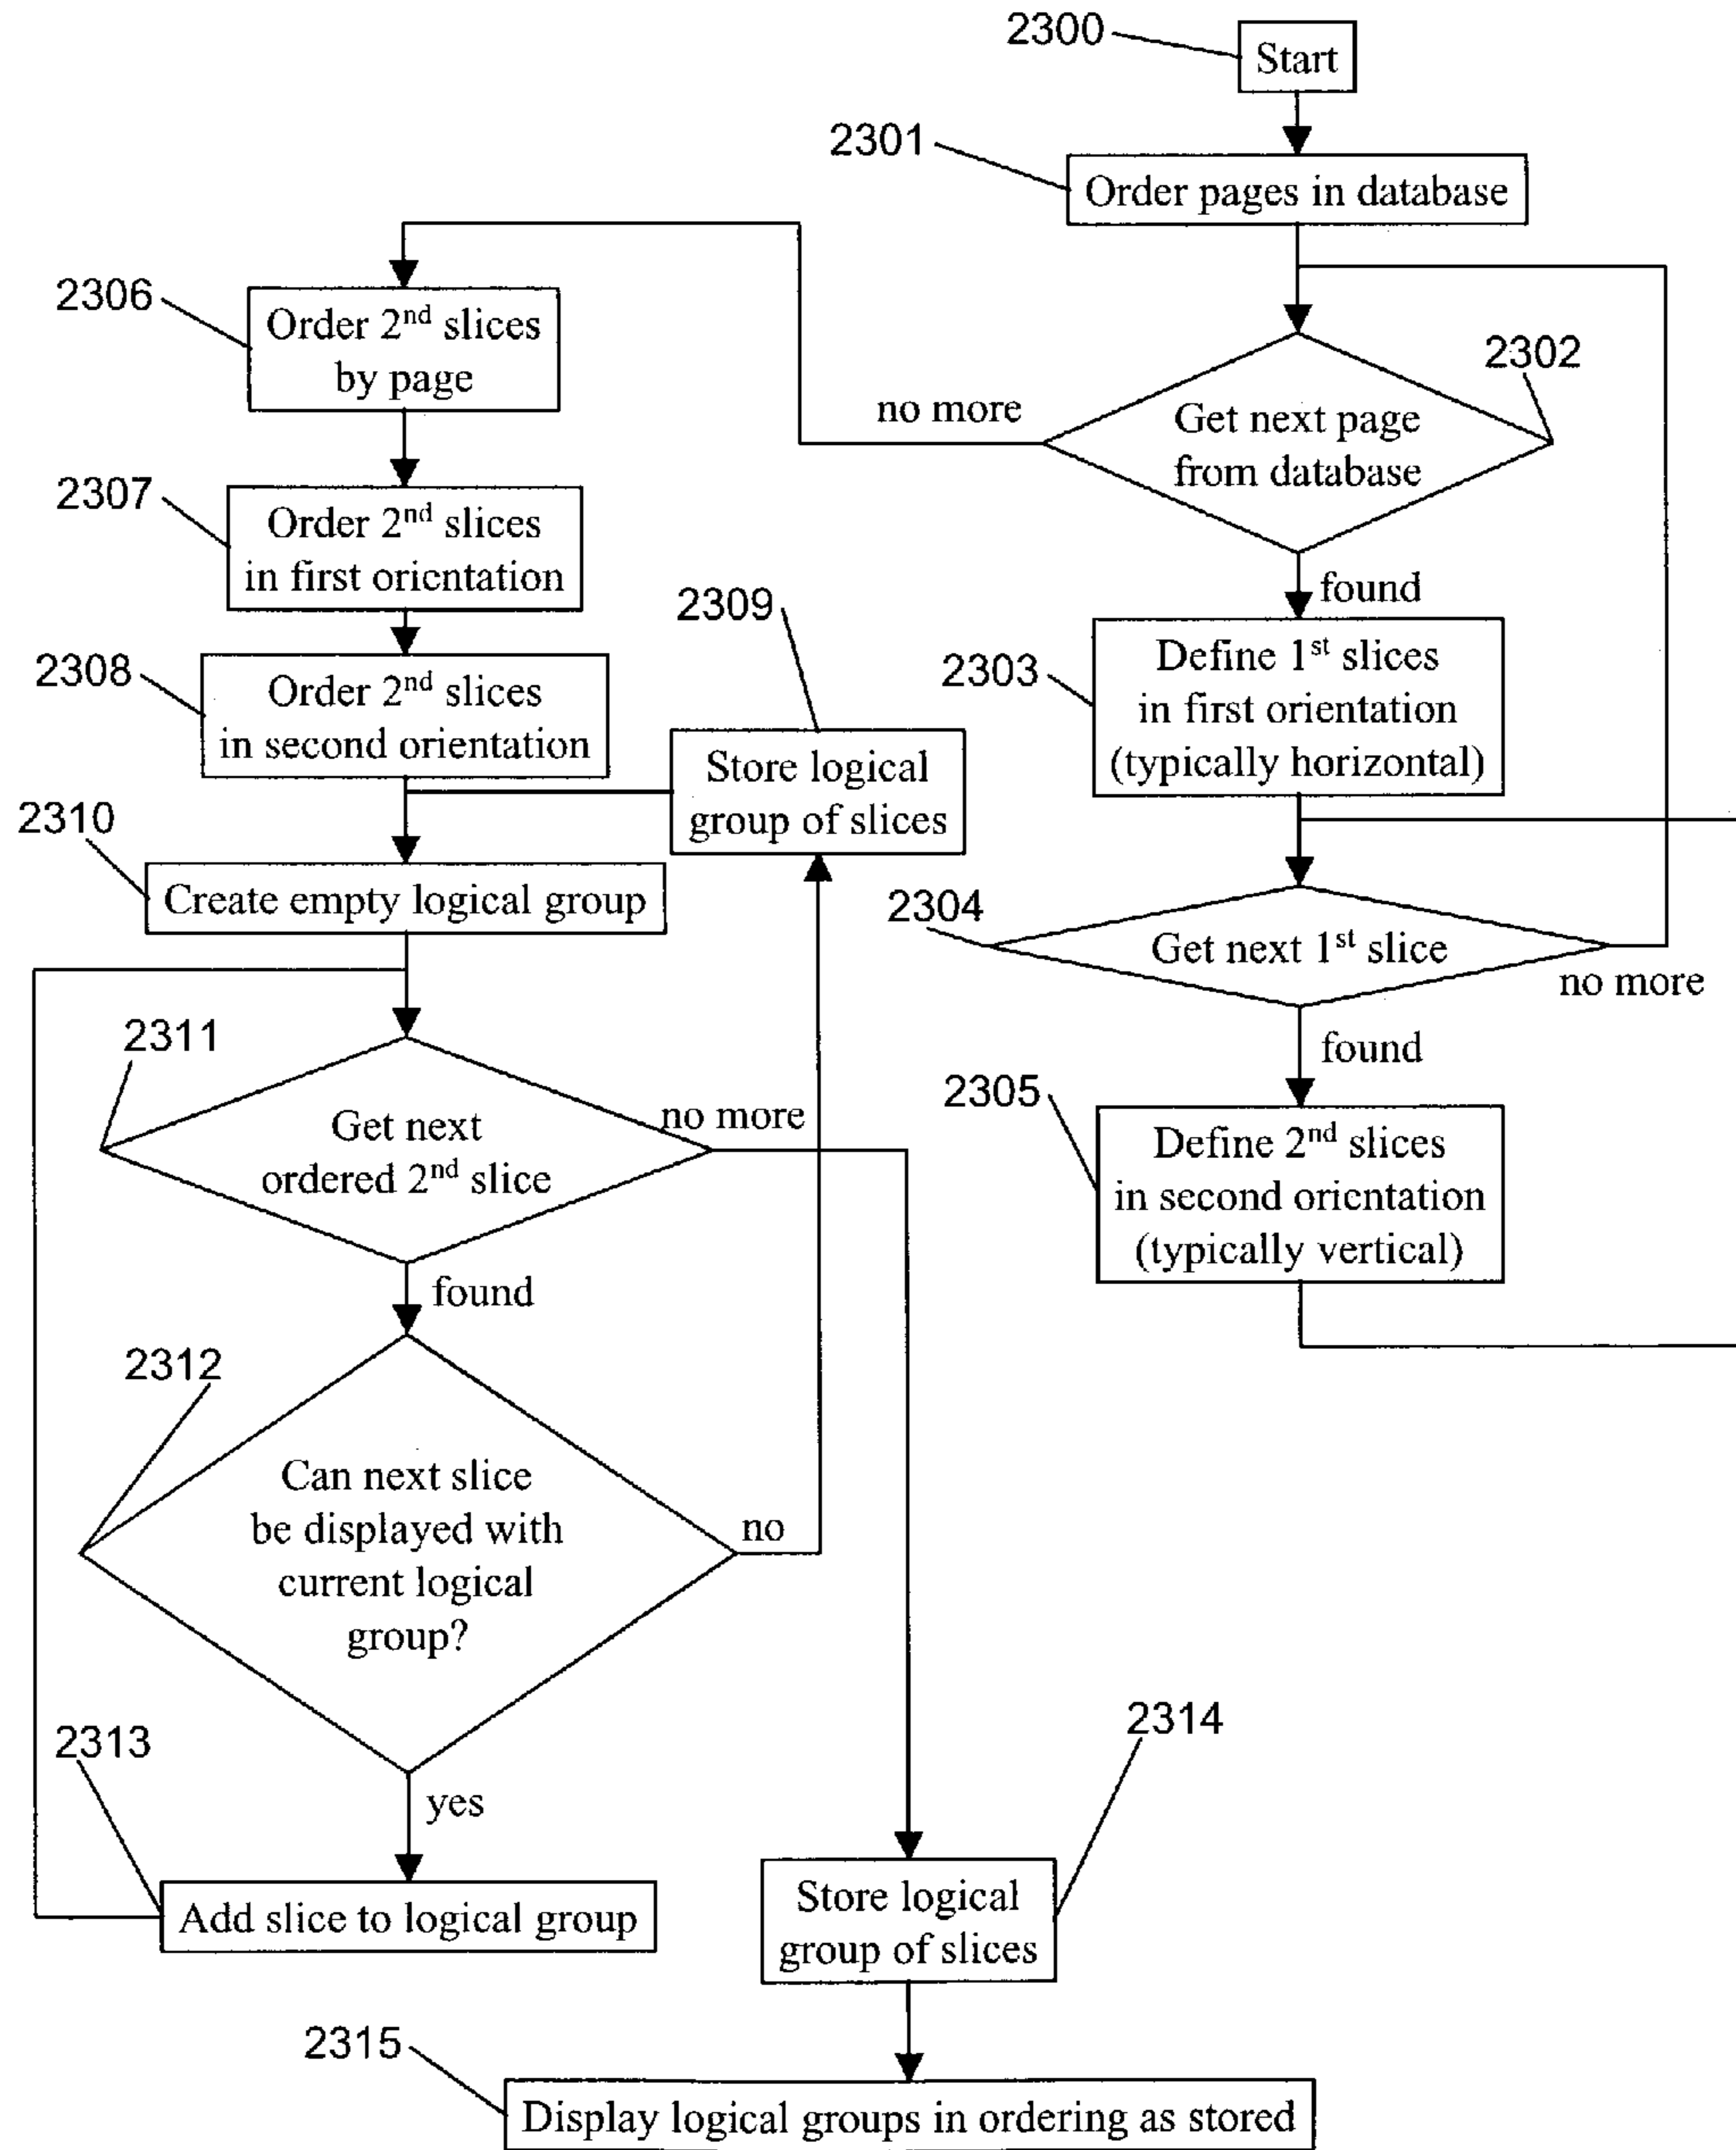 2300
Start
2301
Order pages in database
2302
Get next page
from database
no more
found
2303
Define 1st slices
in first orientation
(typically horizontal)
2304
Get next 1st slice
no more
found
2305
Define 2nd slices
in second orientation
(typically vertical)
2306
Order 2nd slices
by page
2307
Order 2nd slices
in first orientation
2308
Order 2nd slices
in second orientation
2309
Store logical
group of slices
2310
Create empty logical group
2311
Get next
ordered 2nd slice
no more
found
2312
Can next slice
be displayed with
current logical
group?
no
yes
2313
Add slice to logical group
2314
Store logical
group of slices
2315
Display logical groups in ordering as stored